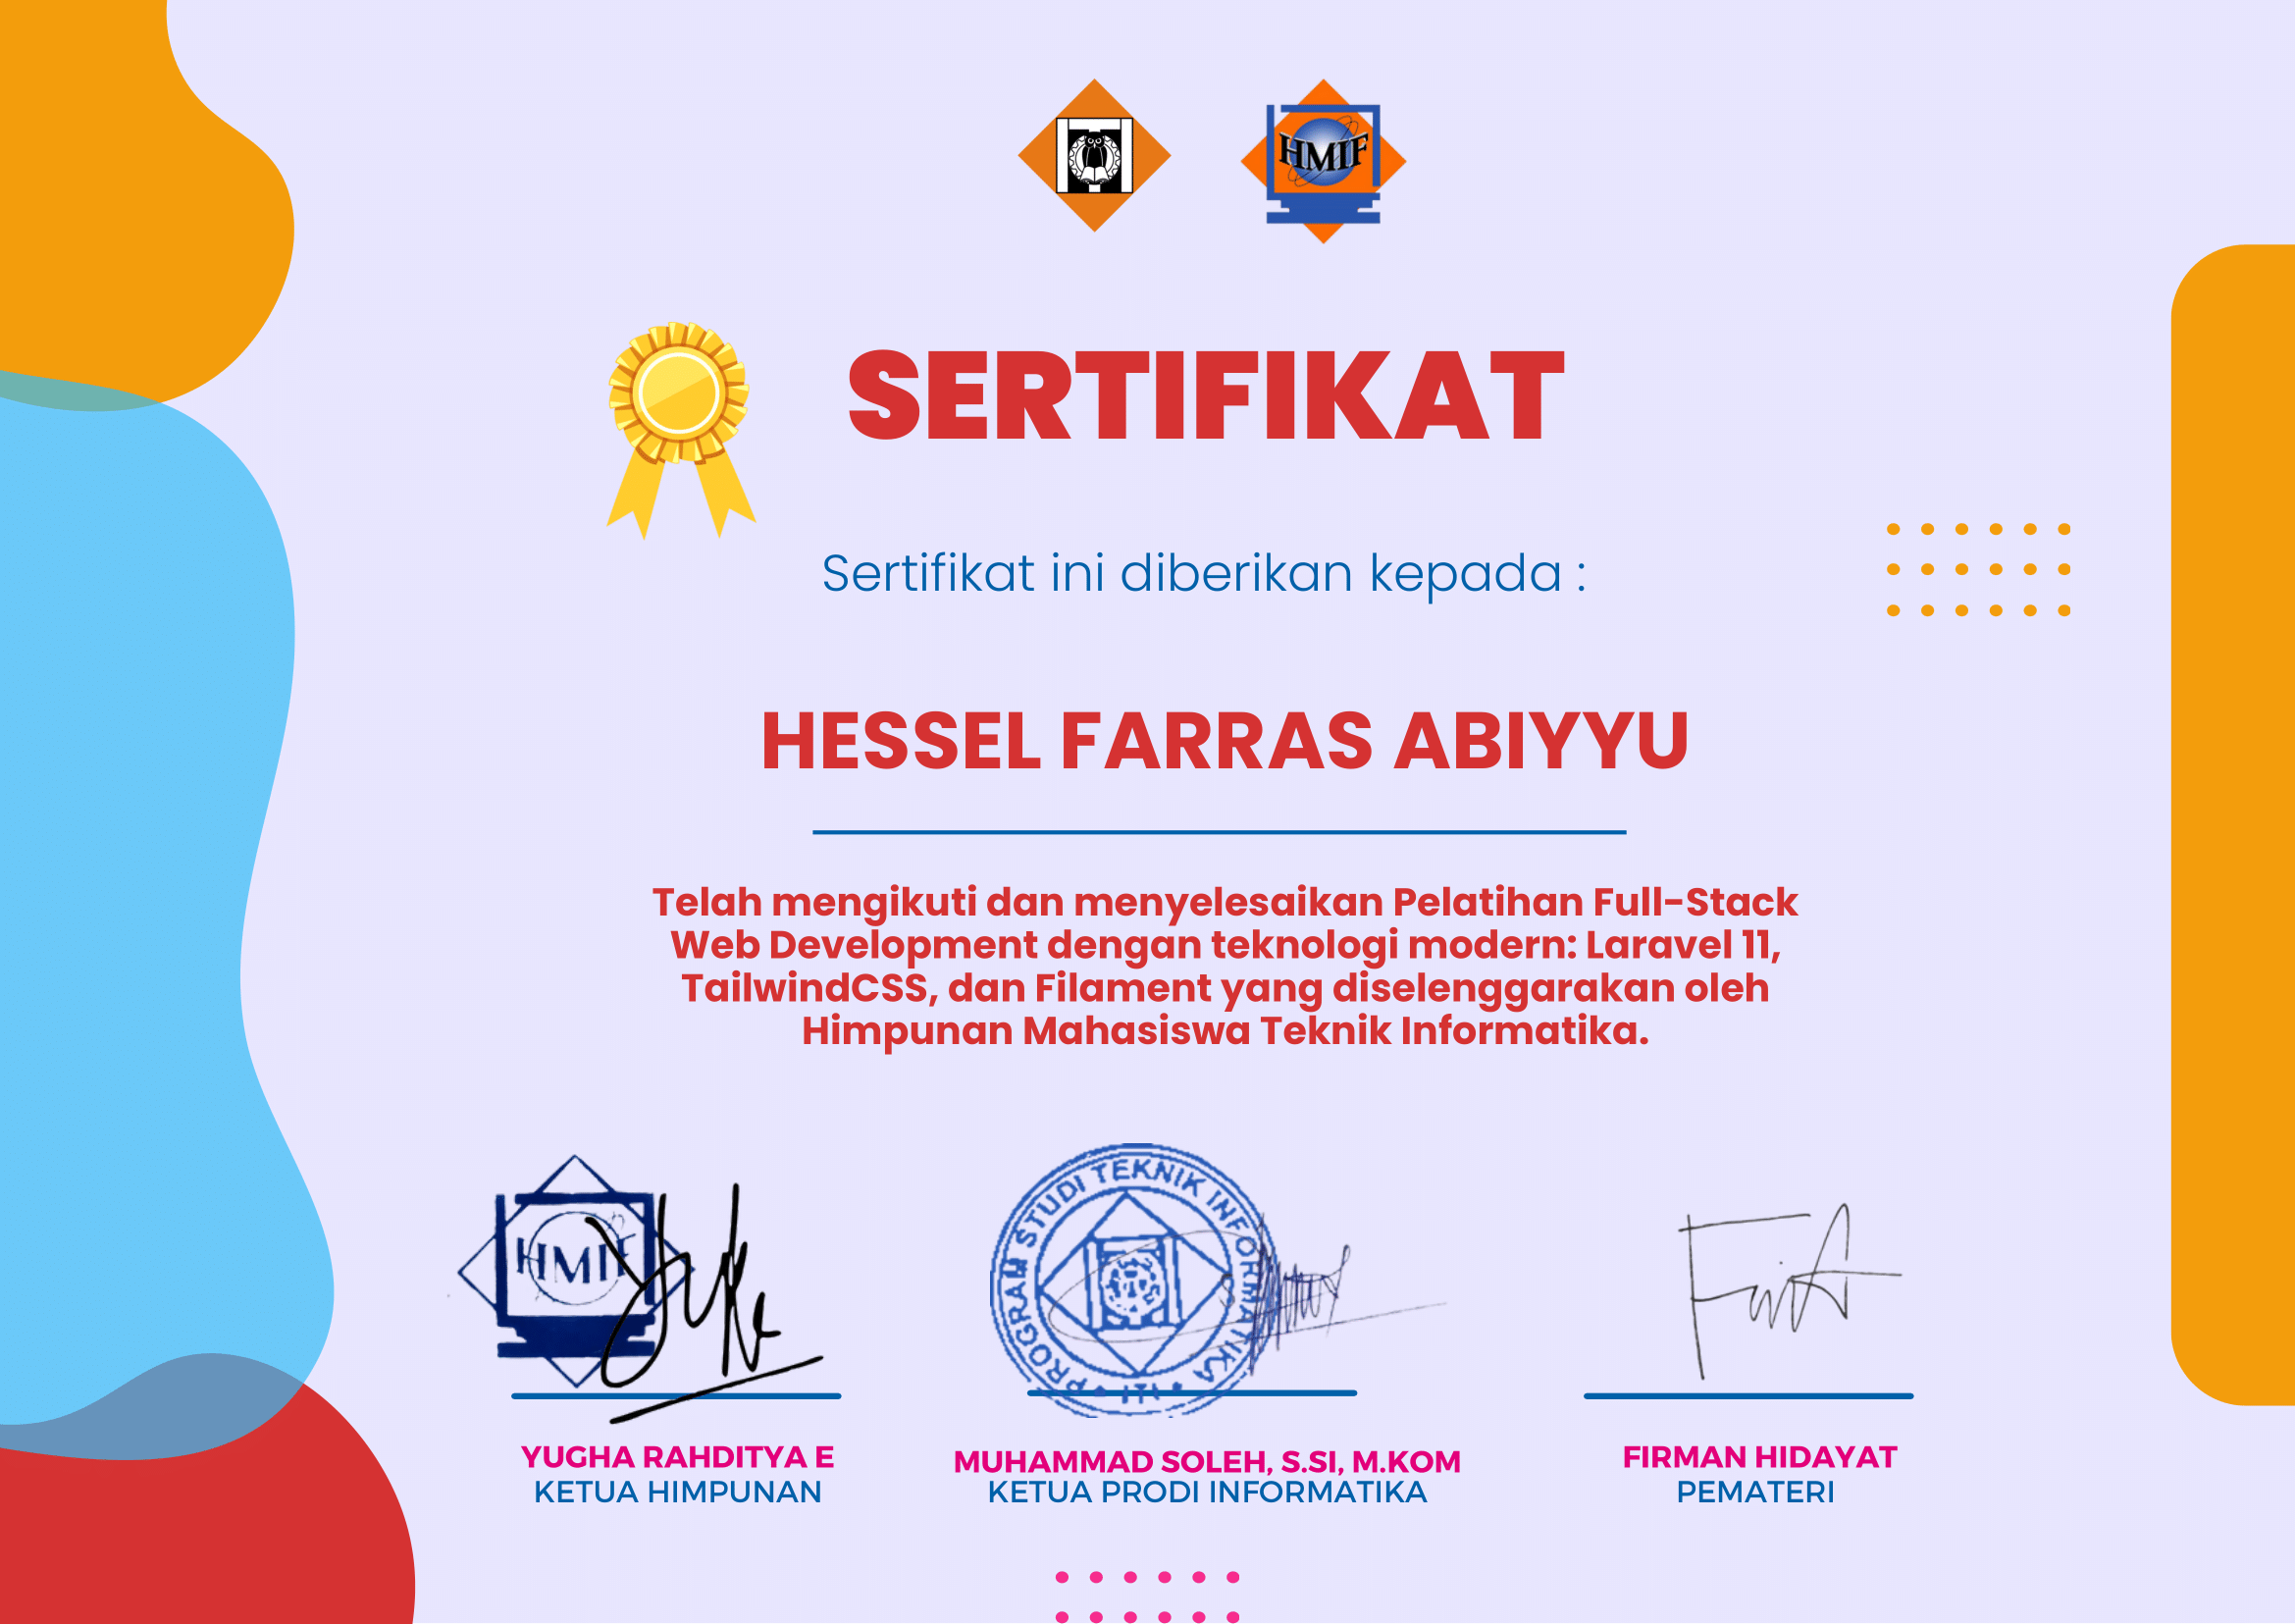 HMIF
SERTIFIKAT
Sertifikat ini diberikan kepada :
HESSEL FARRAS ABIYYU
Telah mengikuti dan menyelesaikan Pelatihan Full-Stack
Web Development dengan teknologi modern: Laravel 11,
TailwindCSS, dan Filament yang diselenggarakan oleh
Himpunan Mahasiswa Teknik Informatika.
HMIF
PROGRAM STUDI TEKNIK INFORMATIKA
ITI
YUGHA RAHDITYA E
KETUA HIMPUNAN
MUHAMMAD SOLEH, S.SI, M.KOM
KETUA PRODI INFORMATIKA
FIRMAN HIDAYAT
PEMATERI